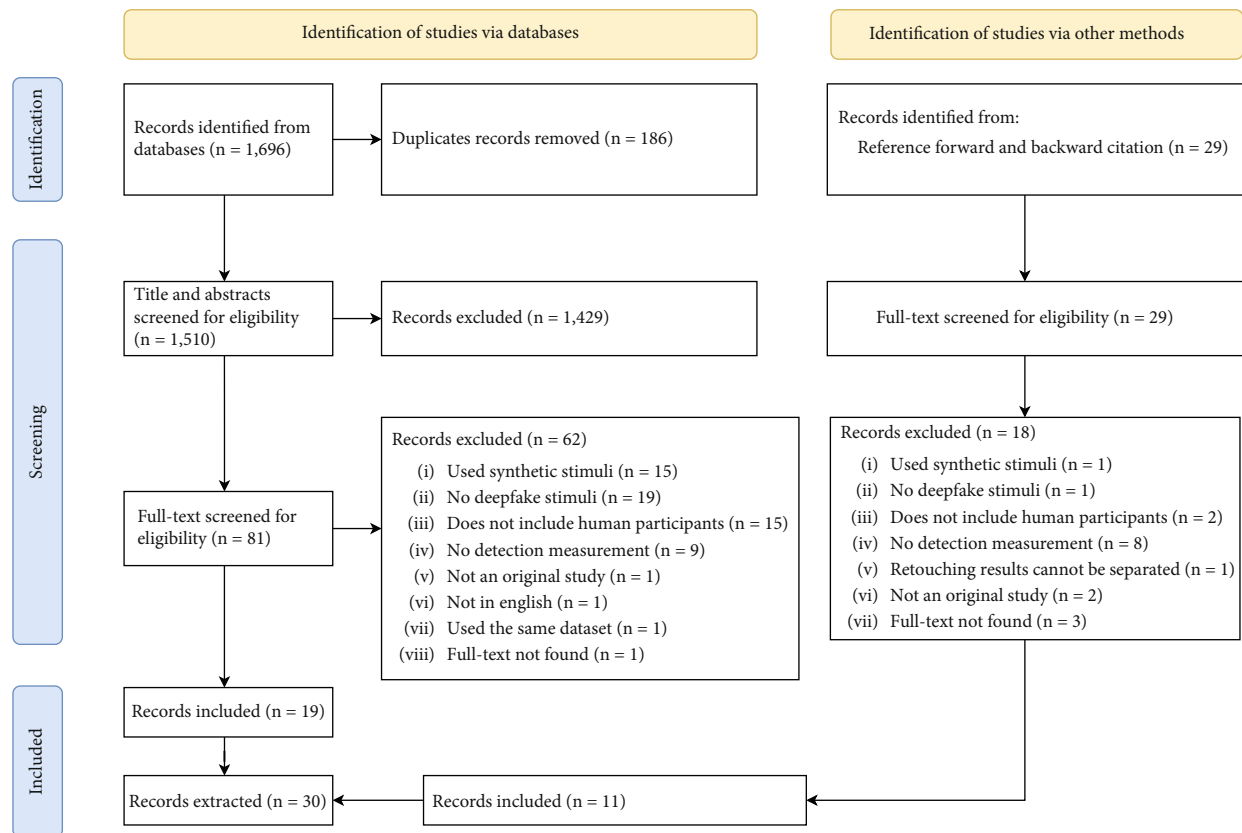 Identification of studies via databases
Identification of studies via other methods
Identification
Records identified from
databases (n = 1,696)
Duplicates records removed (n = 186)
Records identified from:
Reference forward and backward citation (n = 29)
Screening
Title and abstracts
screened for eligibility
(n = 1,510)
Records excluded (n = 1,429)
Full-text screened for eligibility (n = 29)
Full-text screened for
eligibility (n = 81)
Records excluded (n = 62)
(i) Used synthetic stimuli (n = 15)
(ii) No deepfake stimuli (n = 19)
(iii) Does not include human participants (n = 15)
(iv) No detection measurement (n = 9)
(v) Not an original study (n = 1)
(vi) Not in english (n = 1)
(vii) Used the same dataset (n = 1)
(viii) Full-text not found (n = 1)
Records excluded (n = 18)
(i) Used synthetic stimuli (n = 1)
(ii) No deepfake stimuli (n = 1)
(iii) Does not include human participants (n = 2)
(iv) No detection measurement (n = 8)
(v) Retouching results cannot be separated (n = 1)
(vi) Not an original study (n = 2)
(vii) Full-text not found (n = 3)
Included
Records included (n = 19)
Records extracted (n = 30)
Records included (n = 11)